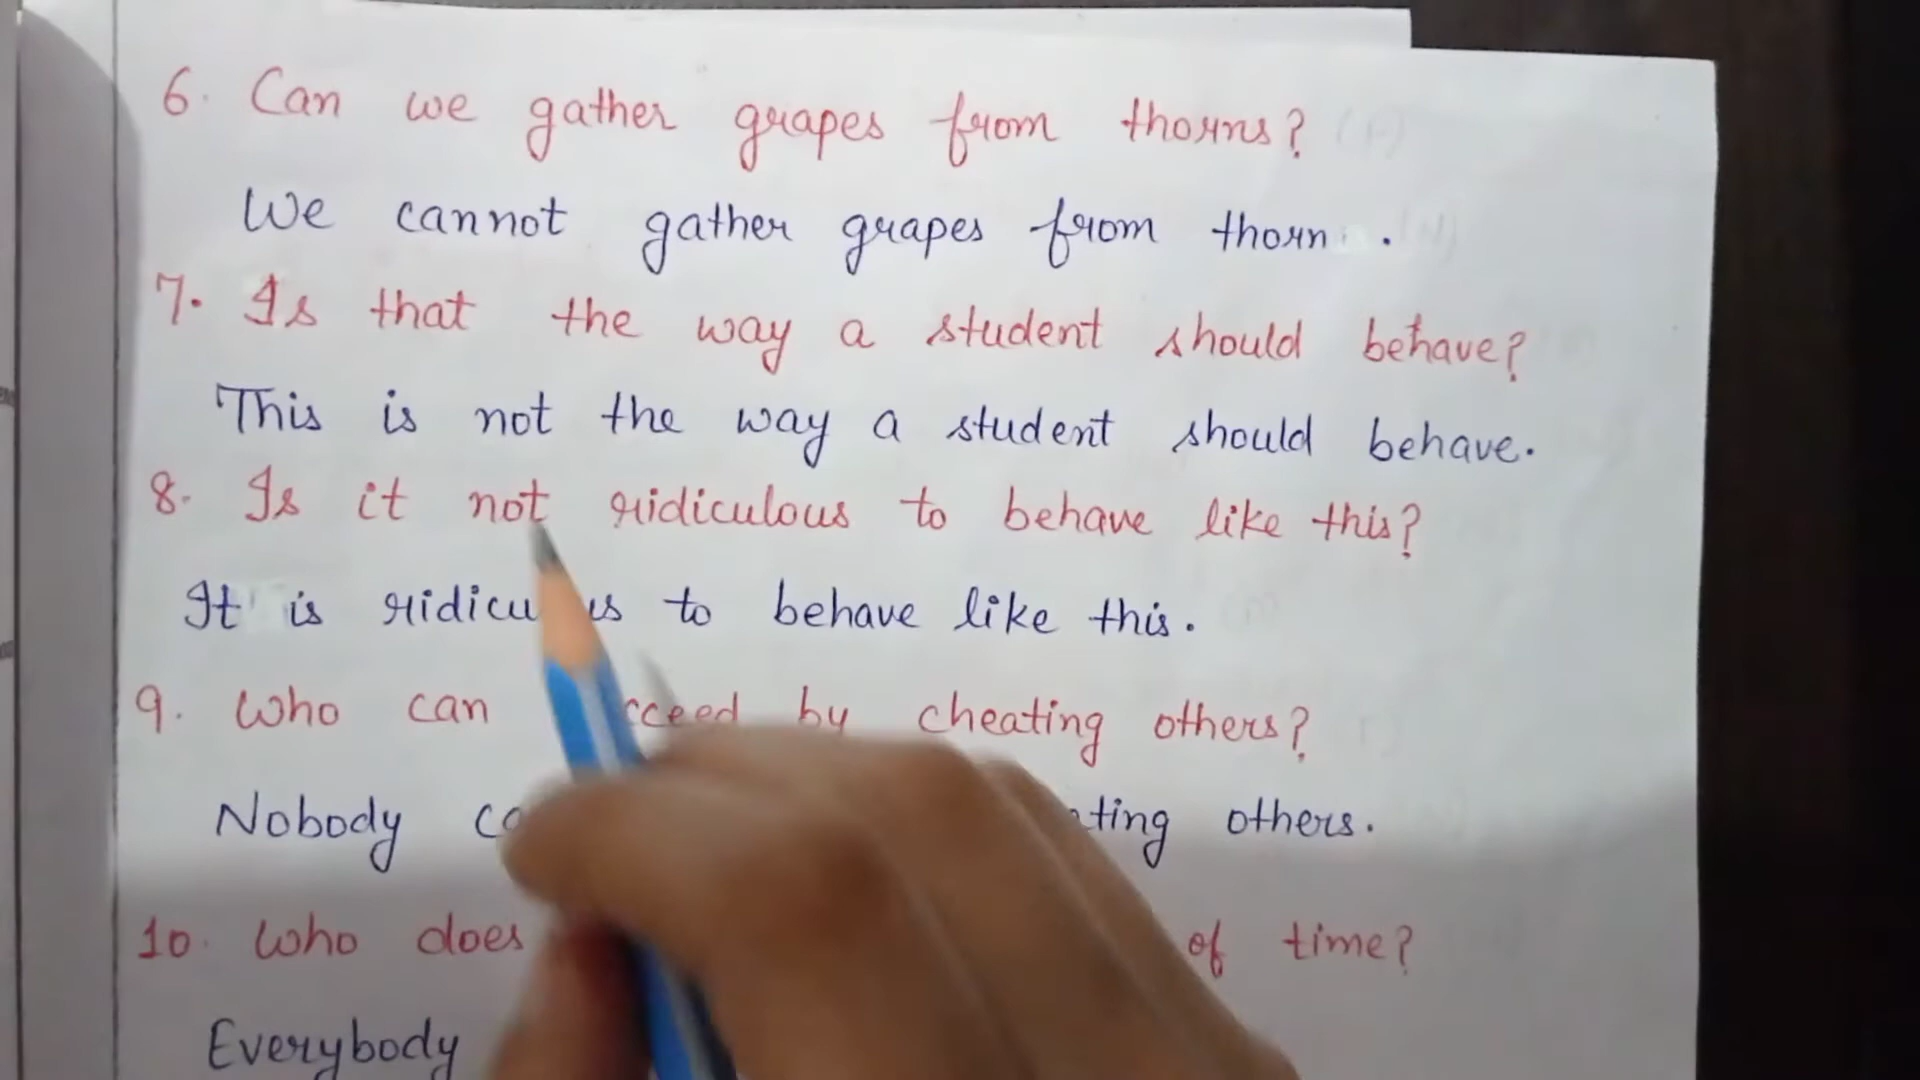 6. Can we gather grapes from thorns?
We cannot gather grapes from thorn .
7. Is that the way a student should behave?
This is not the way a student should behave.
8. Is it not ridiculous to behave like this?
It is to behave like this.
9. Who can by cheating others?
Nobody others.
10. Who does of time?
Everybody